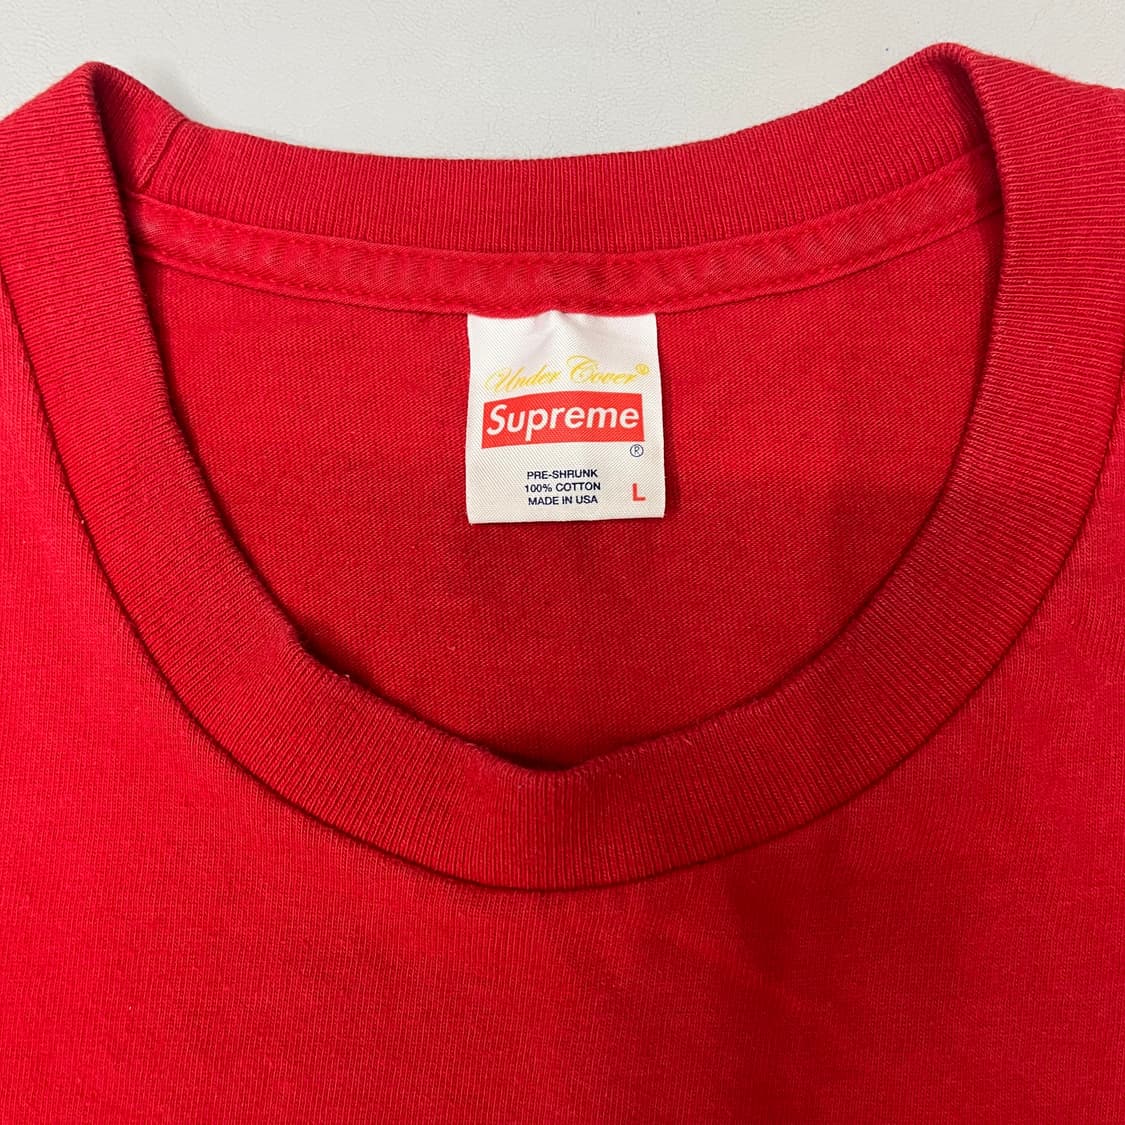 Under Cover®
Supreme
®
PRE-SHRUNK
100% COTTON
MADE IN USA
L